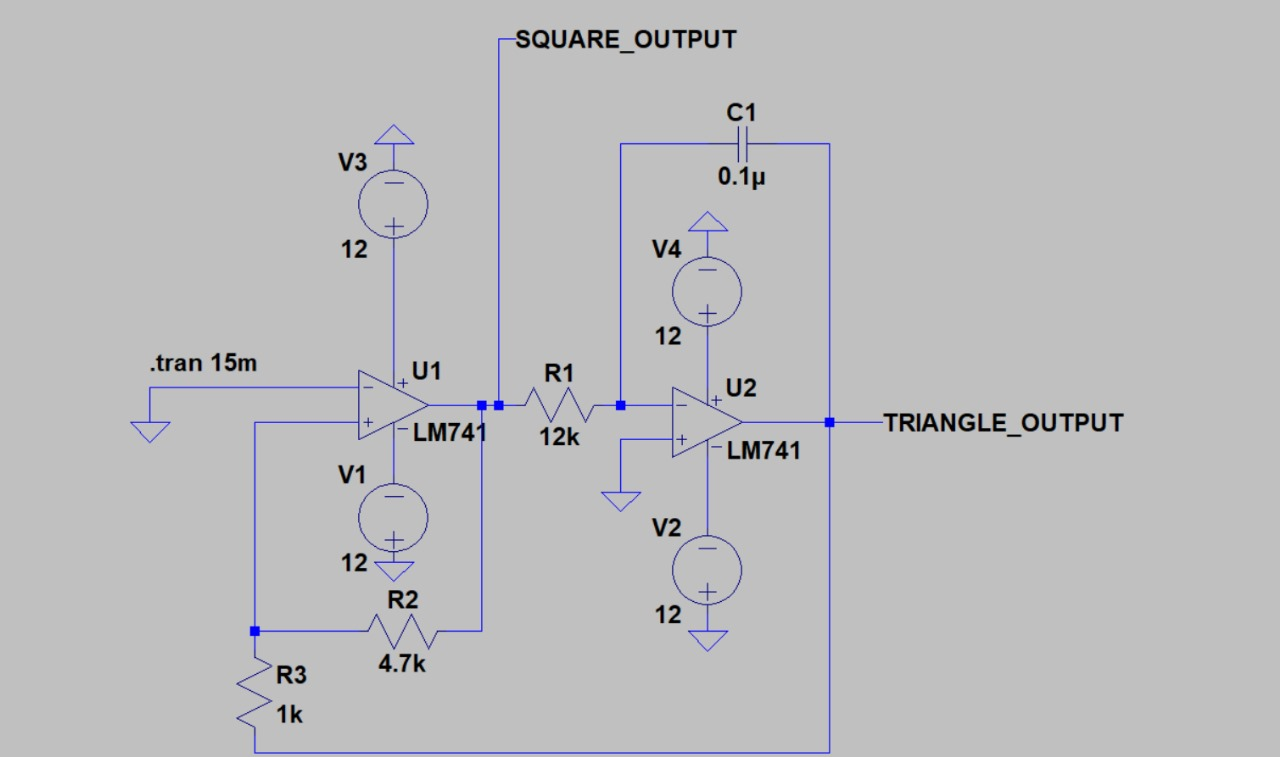 SQUARE_OUTPUT
C1
0.1µ
V3
12
V4
12
.tran 15m
U1
LM741
R1
12k
U2
LM741
TRIANGLE_OUTPUT
V1
12
V2
12
R2
4.7k
R3
1k